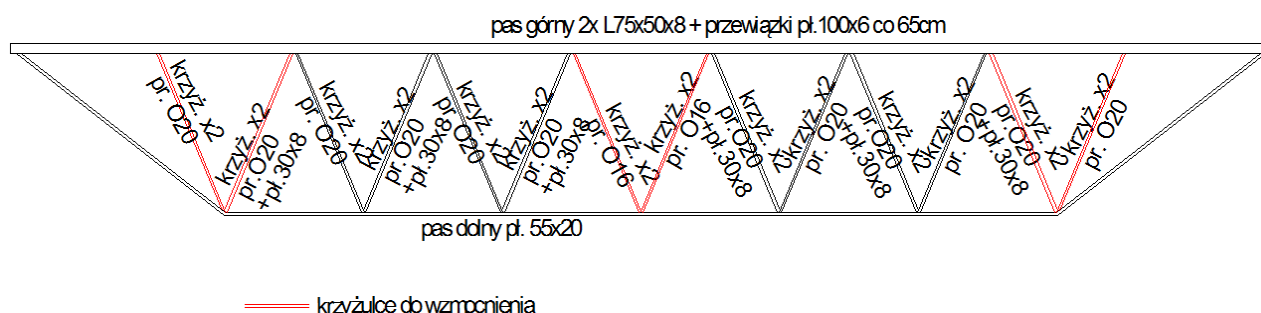 pas górny 2x L75x50x8 + przewiązki pł.100x6 co 65cm
krzyż. x2
pr. O20
krzyż. x2
pr. O20
+pł.30x8
krzyż. x2
pr. O20
krzyż. x2
pr. O20
+pł.30x8
krzyż. x2
pr. O20
krzyż. x2
pr. O20
+pł.30x8
krzyż. x2
pr. O16
krzyż. x2
pr. O16
krzyż. x2
pr.O20
+pł.30x8
krzyż. x2
pr. O20
krzyż. x2
pr.O20
+pł.30x8
krzyż. x2
pr. O20
krzyż. x2
pr.O20
+pł.30x8
krzyż. x2
pr. O20
pas dolny pł. 55x20
krzyżulce do wzmocnienia